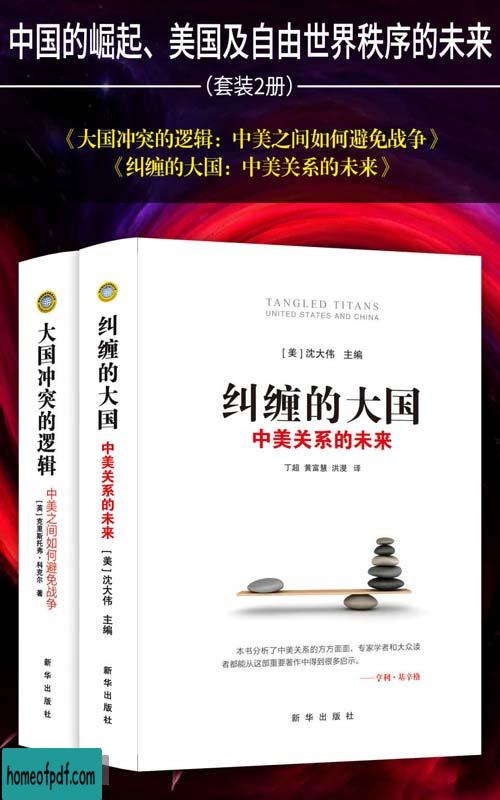 中国的崛起、美国及自由世界秩序的未来
（套装2册）
《大国冲突的逻辑：中美之间如何避免战争》
《纠缠的大国：中美关系的未来》
大国冲突的逻辑
中美之间如何避免战争
[英]克里斯托弗·科克尔 著
新华出版社
纠缠的大国
中美关系的未来
[美]沈大伟 主编
新华出版社
TANGLED TITANS
UNITED STATES AND CHINA
[美]沈大伟 主编
纠缠的大国
中美关系的未来
丁超 黄富慧 洪漫 译
本书分析了中美关系的方方面面，专家学者和大众读
者都能从这部重要著作中得到很多启示。
——亨利·基辛格
新华出版社
homeofpdf.com